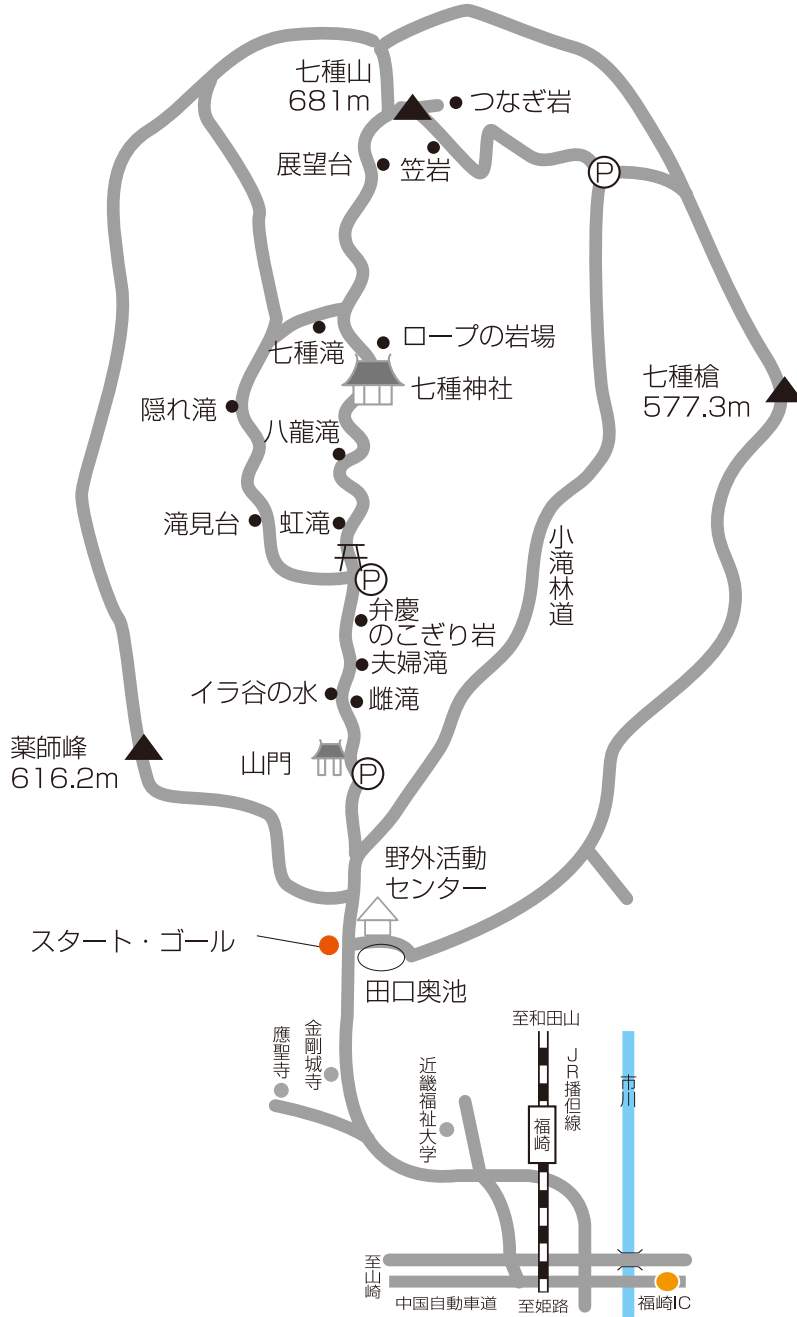 七種山
681m
つなぎ岩
展望台
笠岩
P
七種滝
ロープの岩場
七種神社
七種槍
577.3m
隠れ滝
八龍滝
滝見台
虹滝
小滝林道
P
弁慶
のこぎり岩
夫婦滝
イラ谷の水
雌滝
薬師峰
616.2m
山門
P
野外活動
センター
スタート・ゴール
田口奥池
至和田山
應聖寺
金剛城寺
近畿福祉大学
福崎
JR播但線
市川
至山崎
中国自動車道
至姫路
福崎IC